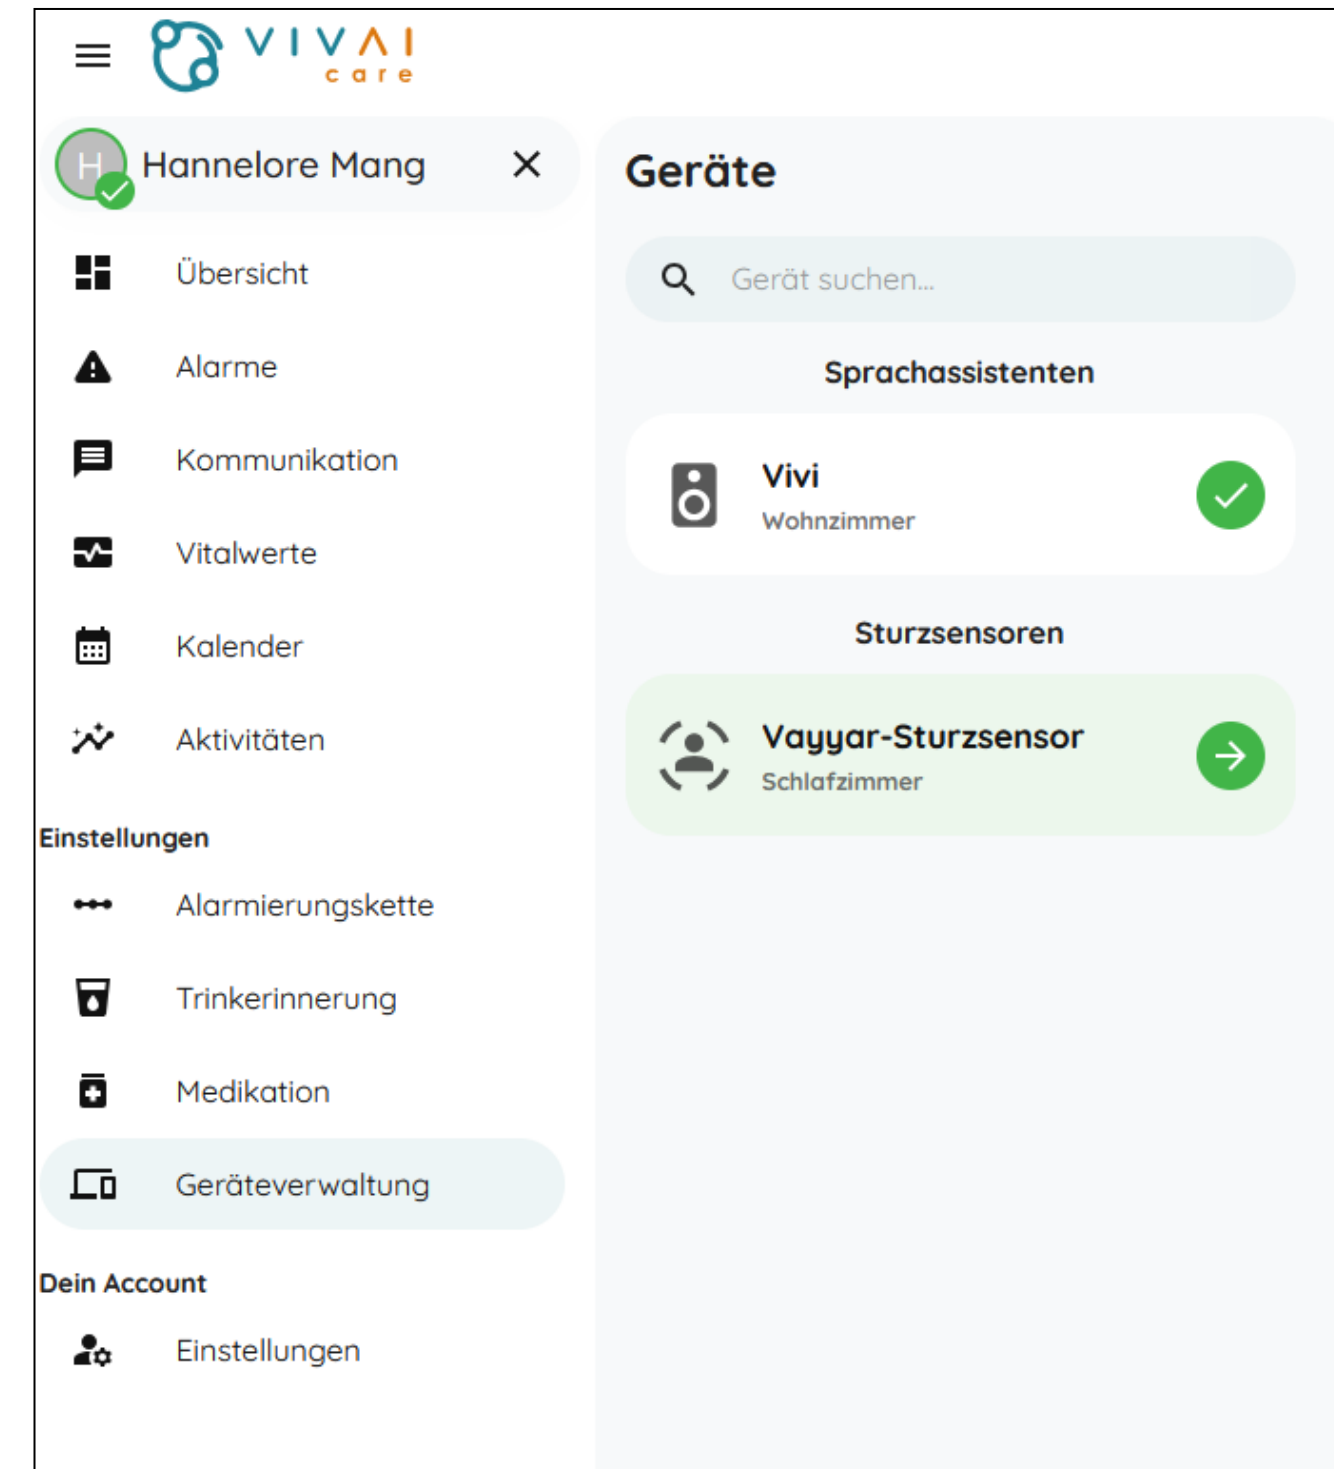 VIVAI
care
Hannelore Mang
H
Übersicht
Alarme
Kommunikation
Vitalwerte
Kalender
Aktivitäten
Einstellungen
Alarmierungskette
Trinkerinnerung
Medikation
Geräteverwaltung
Dein Account
Einstellungen
Geräte
Gerät suchen...
Sprachassistenten
Vivi
Wohnzimmer
Sturzsensoren
Vayyar-Sturzsensor
Schlafzimmer